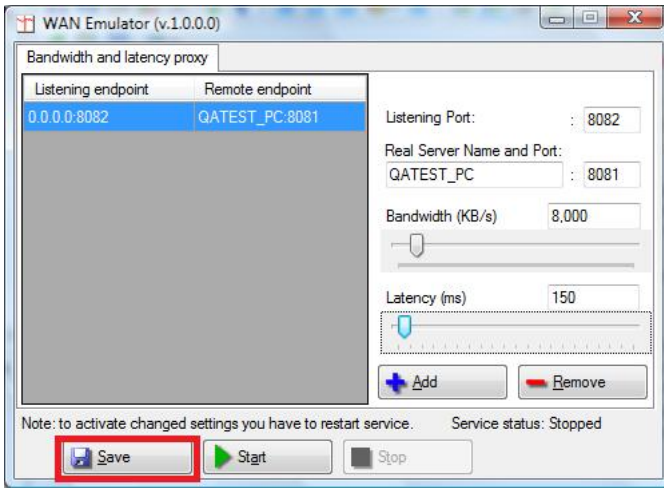 WAN Emulator (v.1.0.0.0)
Bandwidth and latency proxy
Listening endpoint Remote endpoint
0.0.0.0:8082 QATEST_PC:8081
Listening Port: : 8082
Real Server Name and Port:
QATEST_PC : 8081
Bandwidth (KB/s) 8,000
Latency (ms) 150
Add Remove
Note: to activate changed settings you have to restart service. Service status: Stopped
Save Start Stop